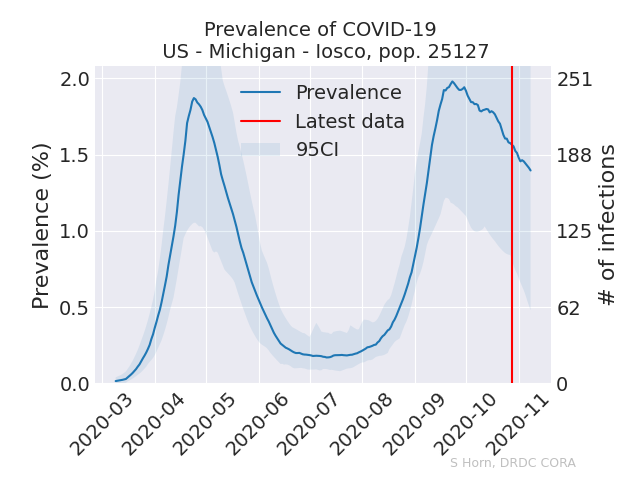 Prevalence of COVID-19
US - Michigan - Iosco, pop. 25127
Prevalence
Latest data
95CI
Prevalence (%)
2.0
1.5
1.0
0.5
0.0
# of infections
251
188
125
62
0
2020-03
2020-04
2020-05
2020-06
2020-07
2020-08
2020-09
2020-10
2020-11
S Horn, DRDC CORA